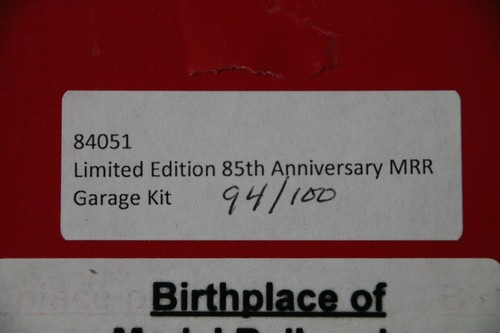 84051
Limited Edition 85th Anniversary MRR
Garage Kit 94/100
Birthplace of